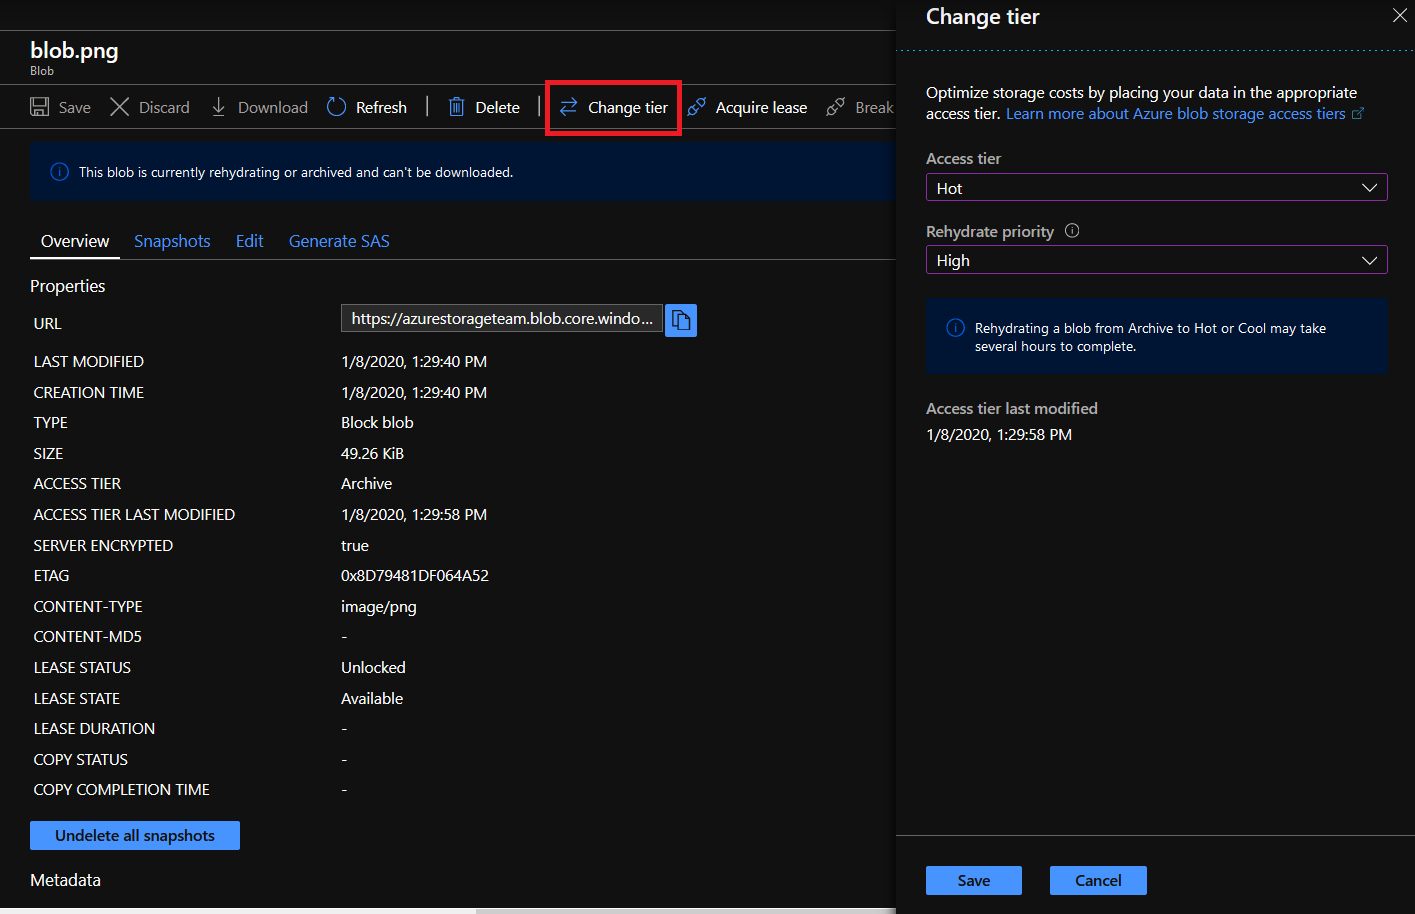 blob.png
Blob
Save Discard Download Refresh Delete Change tier Acquire lease Break
This blob is currently rehydrating or archived and can't be downloaded.
Overview Snapshots Edit Generate SAS
Properties
URL https://azurestorageteam.blob.core.windo...
LAST MODIFIED 1/8/2020, 1:29:40 PM
CREATION TIME 1/8/2020, 1:29:40 PM
TYPE Block blob
SIZE 49.26 KiB
ACCESS TIER Archive
ACCESS TIER LAST MODIFIED 1/8/2020, 1:29:58 PM
SERVER ENCRYPTED true
ETAG 0x8D79481DF064A52
CONTENT-TYPE image/png
CONTENT-MD5 -
LEASE STATUS Unlocked
LEASE STATE Available
LEASE DURATION -
COPY STATUS -
COPY COMPLETION TIME -
Undelete all snapshots
Metadata
Change tier
Optimize storage costs by placing your data in the appropriate
access tier. Learn more about Azure blob storage access tiers
Access tier
Hot
Rehydrate priority
High
Rehydrating a blob from Archive to Hot or Cool may take
several hours to complete.
Access tier last modified
1/8/2020, 1:29:58 PM
Save Cancel